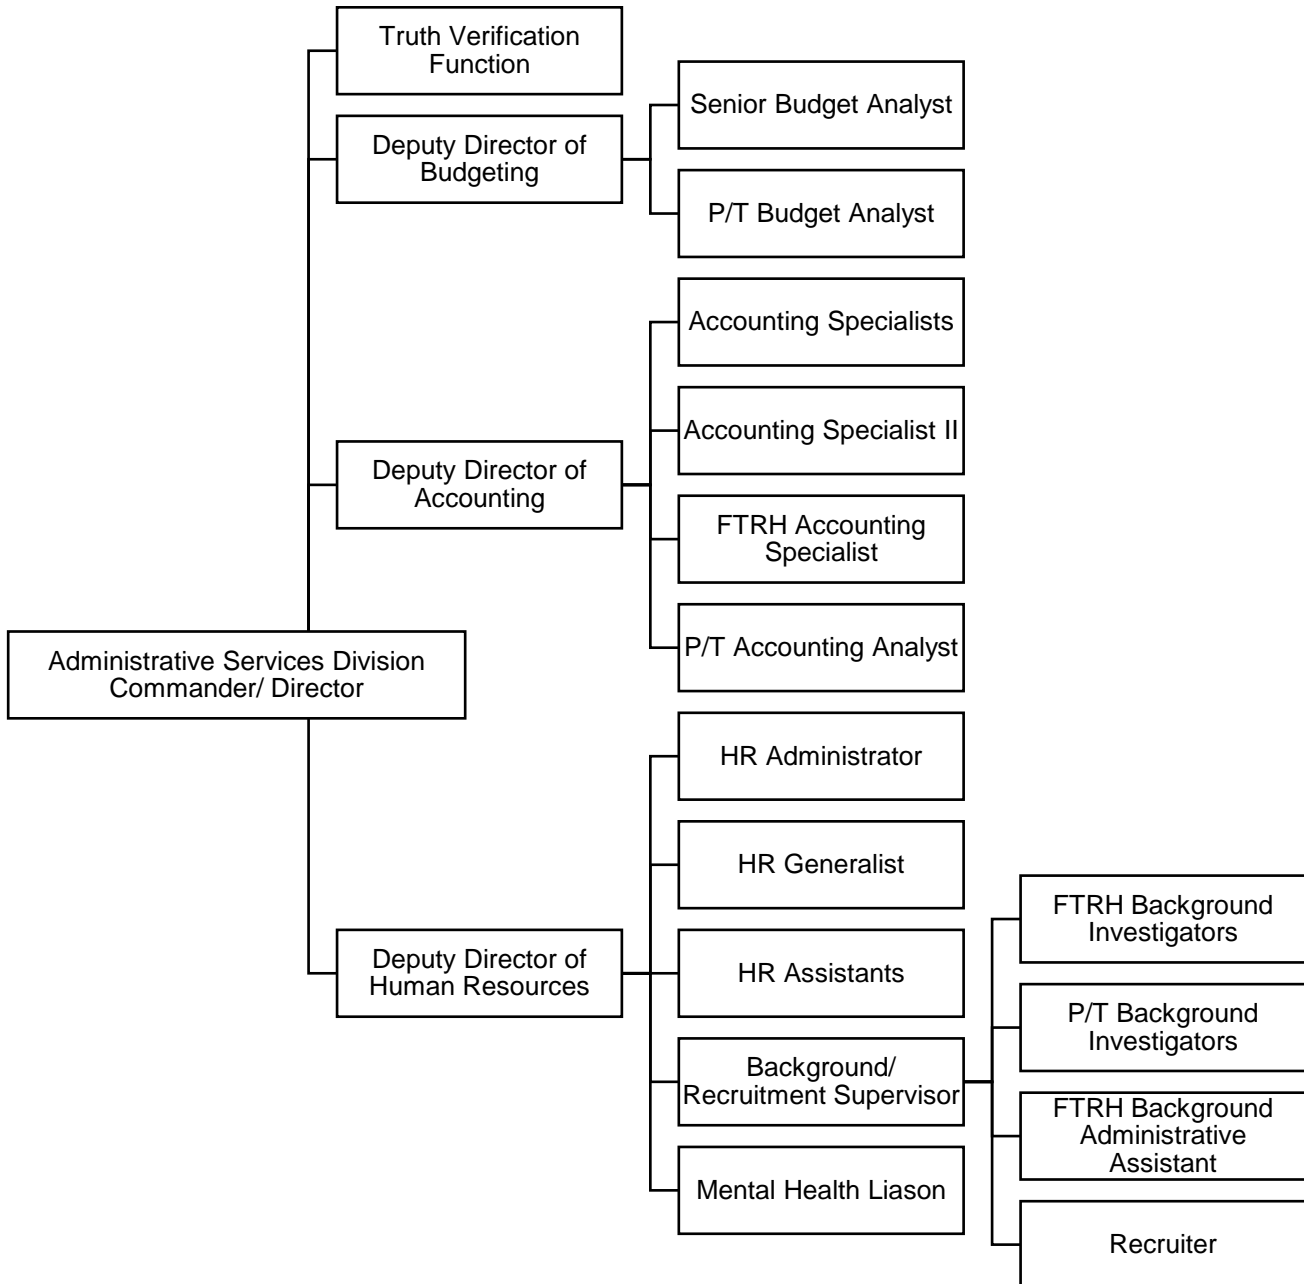 Truth Verification
Function
Senior Budget Analyst
Deputy Director of
Budgeting
P/T Budget Analyst
Accounting Specialists
Accounting Specialist II
Deputy Director of
Accounting
FTRH Accounting
Specialist
P/T Accounting Analyst
Administrative Services Division
Commander/ Director
HR Administrator
HR Generalist
FTRH Background
Investigators
Deputy Director of
Human Resources
HR Assistants
P/T Background
Investigators
Background/
Recruitment Supervisor
FTRH Background
Administrative
Assistant
Mental Health Liason
Recruiter